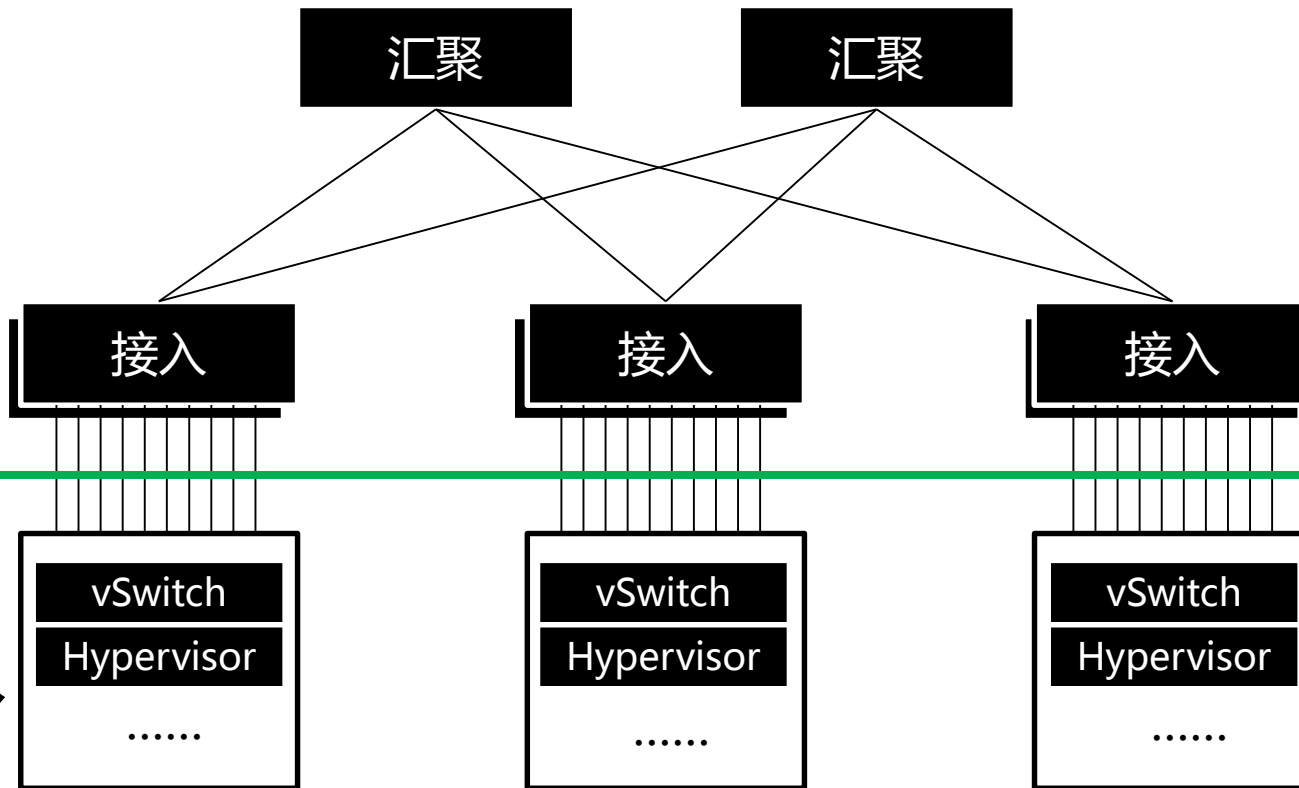 汇聚
汇聚
接入
接入
接入
vSwitch
Hypervisor
……
vSwitch
Hypervisor
……
vSwitch
Hypervisor
……